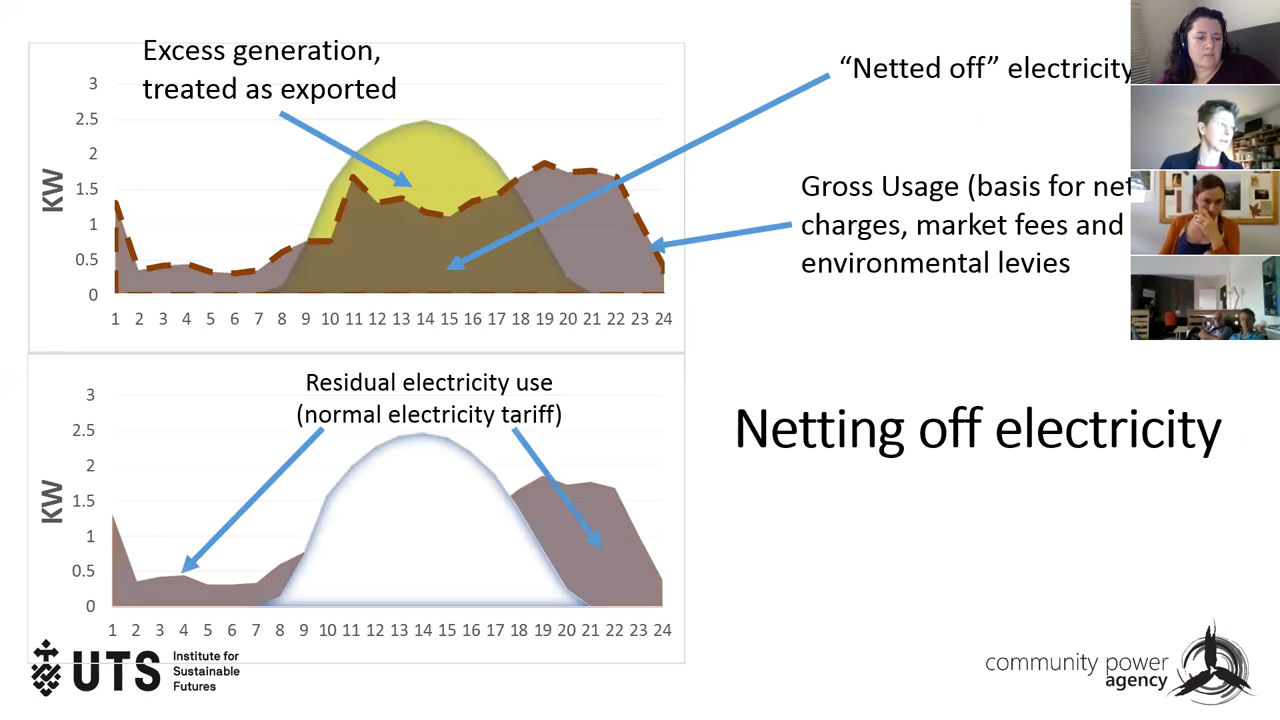 Excess generation,
treated as exported
3
2.5
2
1.5
1
0.5
0
KW
1 2 3 4 5 6 7 8 9 10 11 12 13 14 15 16 17 18 19 20 21 22 23 24
“Netted off” electricity
Gross Usage (basis for net
charges, market fees and
environmental levies
Residual electricity use
(normal electricity tariff)
3
2.5
2
1.5
1
0.5
0
KW
1 2 3 4 5 6 7 8 9 10 11 12 13 14 15 16 17 18 19 20 21 22 23 24
Netting off electricity
UTS
Institute for
Sustainable
Futures
community power
agency